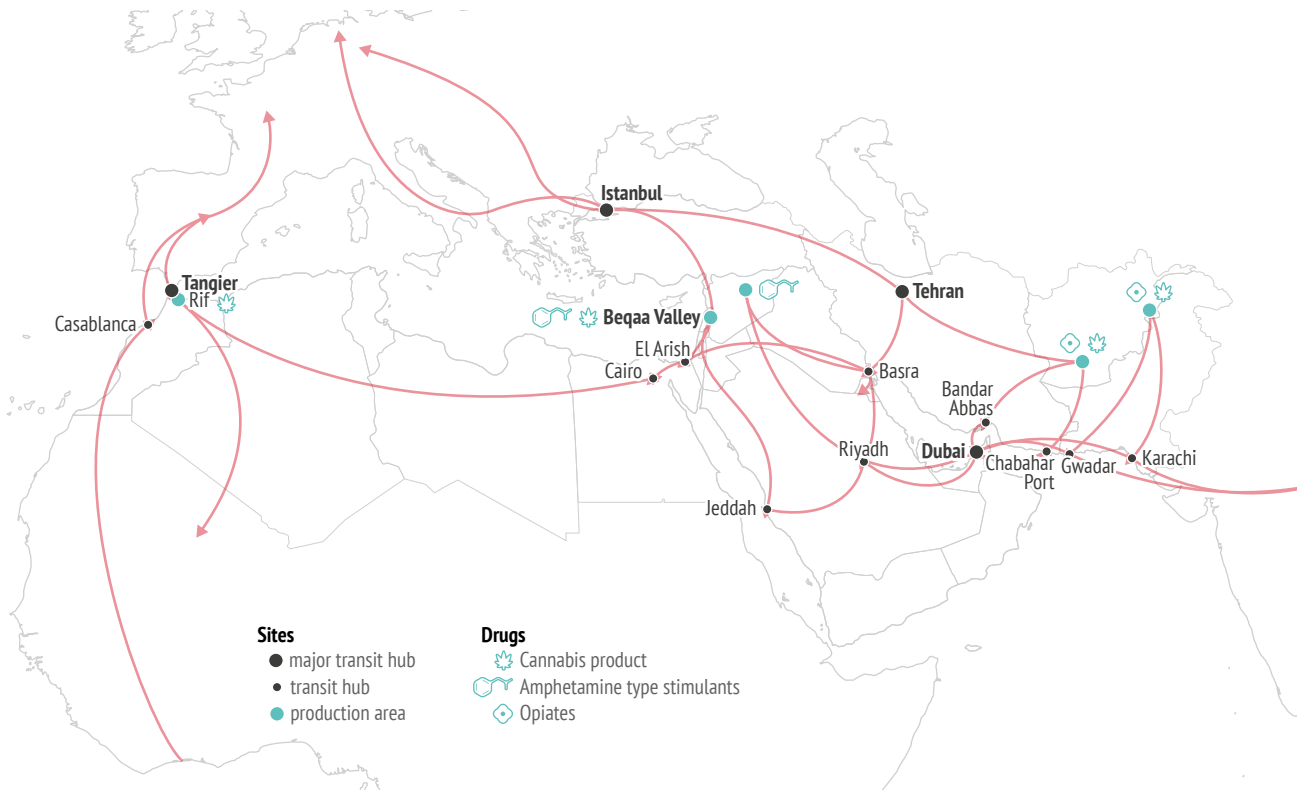 Istanbul
Tangier
Rif
Casablanca
Tehran
Beqaa Valley
El Arish
Cairo
Basra
Bandar
Abbas
Riyadh
Dubai
Chabahar
Port
Gwadar
Karachi
Jeddah
Sites
major transit hub
transit hub
production area
Drugs
Cannabis product
Amphetamine type stimulants
Opiates